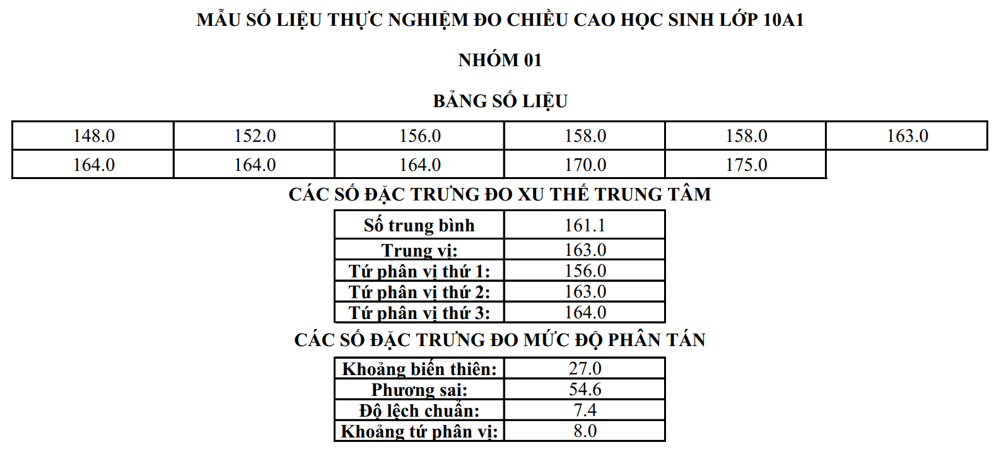 MẪU SỐ LIỆU THỰC NGHIỆM ĐO CHIỀU CAO HỌC SINH LỚP 10A1
NHÓM 01
BẢNG SỐ LIỆU
148.0 152.0 156.0 158.0 158.0 163.0
164.0 164.0 164.0 170.0 175.0
CÁC SỐ ĐẶC TRƯNG ĐO XU THẾ TRUNG TÂM
Số trung bình 161.1
Trung vị: 163.0
Tứ phân vị thứ 1: 156.0
Tứ phân vị thứ 2: 163.0
Tứ phân vị thứ 3: 164.0
CÁC SỐ ĐẶC TRƯNG ĐO MỨC ĐỘ PHÂN TÁN
Khoảng biến thiên: 27.0
Phương sai: 54.6
Độ lệch chuẩn: 7.4
Khoảng tứ phân vị: 8.0